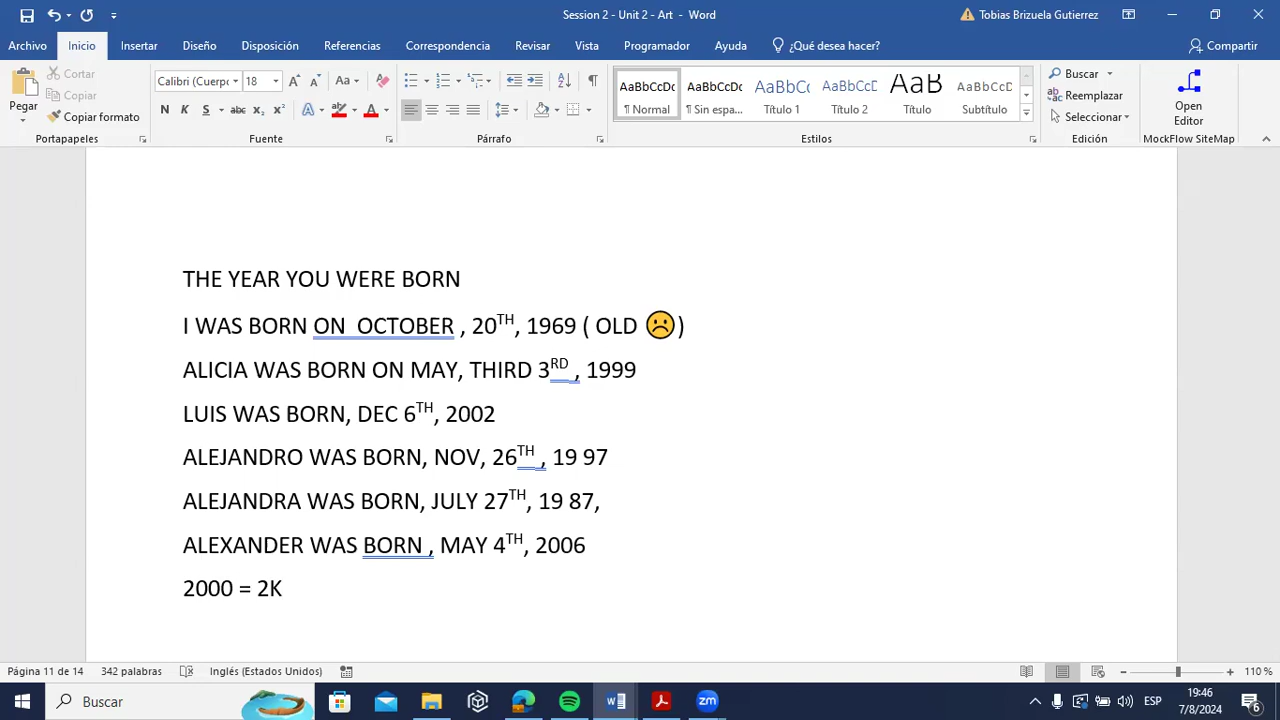 Session 2 - Unit 2 - Art - Word
Tobias Brizuela Gutierrez
Archivo Inicio Insertar Diseño Disposición Referencias Correspondencia Revisar Vista Programador Ayuda ¿Qué desea hacer? Compartir
Pegar
Cortar
Copiar
Copiar formato
Portapapeles
Calibri (Cuerpo 18
N K S abc x₂ x²
Fuente
Párrafo
AaBbCcDc AaBbCcDc AaBbCc AaBbCcD AaB AaBbCcD
¶ Normal ¶ Sin espa... Título 1 Título 2 Título Subtítulo
Estilos
Buscar
Reemplazar
Seleccionar
Edición
Open Editor
MockFlow SiteMap
THE YEAR YOU WERE BORN
I WAS BORN ON  OCTOBER , 20TH, 1969 ( OLD ☹️)
ALICIA WAS BORN ON MAY, THIRD 3RD , 1999
LUIS WAS BORN, DEC 6TH, 2002
ALEJANDRO WAS BORN, NOV, 26TH , 19 97
ALEJANDRA WAS BORN, JULY 27TH, 19 87,
ALEXANDER WAS BORN , MAY 4TH, 2006
2000 = 2K
Página 11 de 14 342 palabras Inglés (Estados Unidos) 110 %
Buscar
ESP
19:46
7/8/2024
6